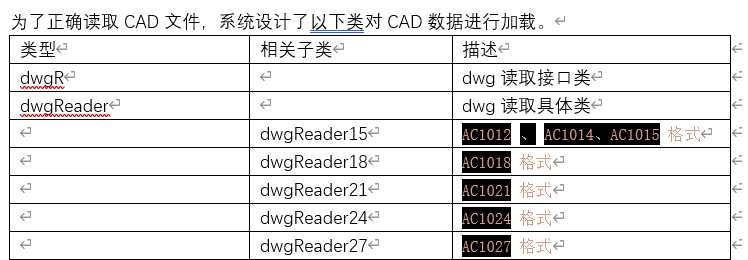 为了正确读取 CAD 文件，系统设计了以下类对 CAD 数据进行加载。
类型 相关子类 描述
dwgR dwg 读取接口类
dwgReader dwg 读取具体类
dwgReader15 AC1012 、 AC1014、AC1015 格式
dwgReader18 AC1018 格式
dwgReader21 AC1021 格式
dwgReader24 AC1024 格式
dwgReader27 AC1027 格式